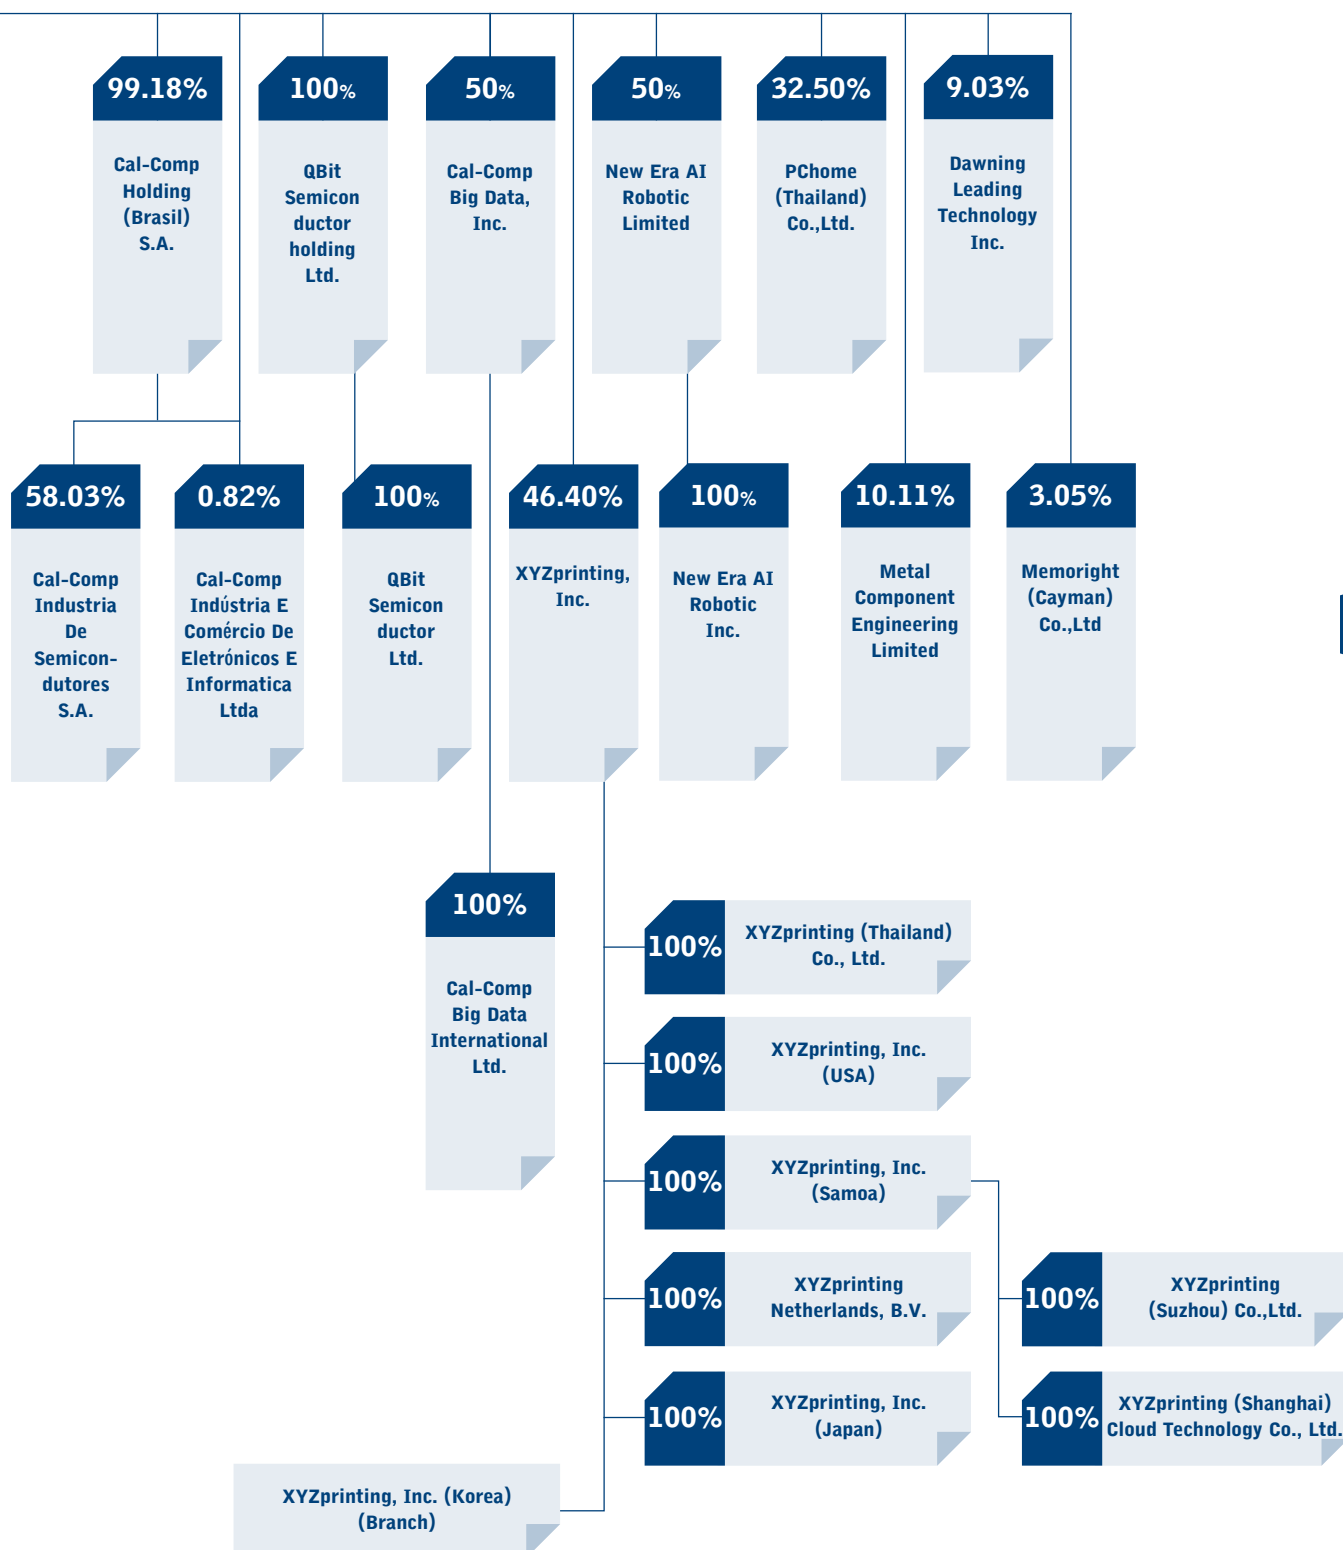 99.18%
Cal-Comp
Holding
(Brasil)
S.A.
100%
QBit
Semicon
ductor
holding
Ltd.
50%
Cal-Comp
Big Data,
Inc.
50%
New Era AI
Robotic
Limited
32.50%
PChome
(Thailand)
Co.,Ltd.
9.03%
Dawning
Leading
Technology
Inc.
58.03%
Cal-Comp
Industria
De
Semicon-
dutores
S.A.
0.82%
Cal-Comp
Indústria E
Comércio De
Eletrónicos E
Informatica
Ltda
100%
QBit
Semicon
ductor
Ltd.
46.40%
XYZprinting,
Inc.
100%
New Era AI
Robotic
Inc.
10.11%
Metal
Component
Engineering
Limited
3.05%
Memoright
(Cayman)
Co.,Ltd
100%
Cal-Comp
Big Data
International
Ltd.
100%
XYZprinting (Thailand)
Co., Ltd.
100%
XYZprinting, Inc.
(USA)
100%
XYZprinting, Inc.
(Samoa)
100%
XYZprinting
Netherlands, B.V.
100%
XYZprinting
(Suzhou) Co.,Ltd.
100%
XYZprinting, Inc.
(Japan)
100%
XYZprinting (Shanghai)
Cloud Technology Co., Ltd.
XYZprinting, Inc. (Korea)
(Branch)